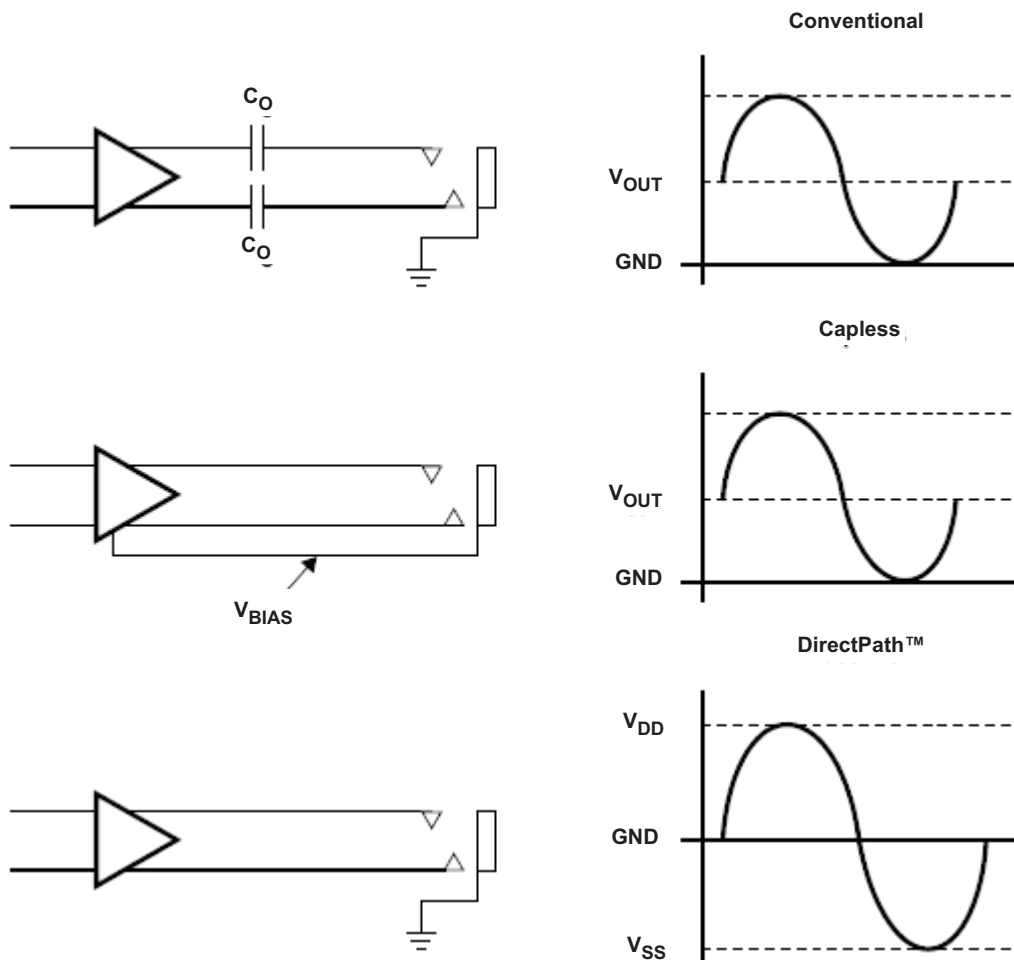 Conventional
C_O
C_O
V_OUT
GND
Capless
V_BIAS
V_OUT
GND
DirectPath™
V_DD
GND
V_SS